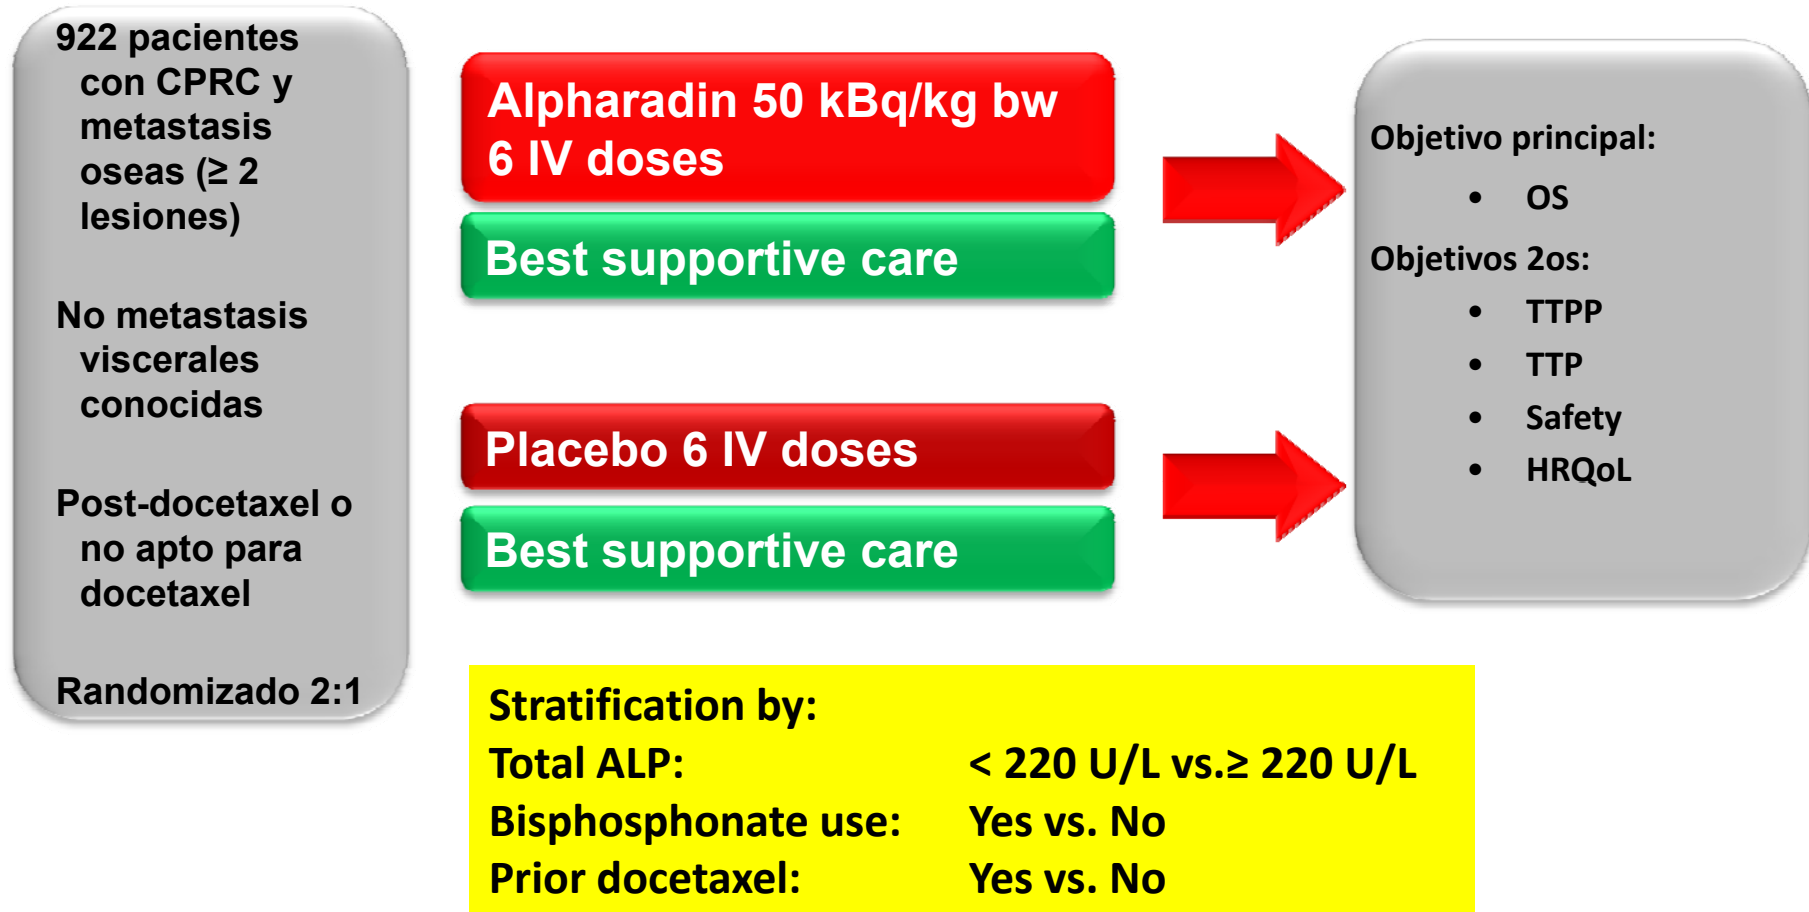 922 pacientes
con CPRC y
metastasis
oseas (≥ 2
lesiones)
No metastasis
viscerales
conocidas
Post-docetaxel o
no apto para
docetaxel
Randomizado 2:1
Alpharadin 50 kBq/kg bw
6 IV doses
Best supportive care
Placebo 6 IV doses
Best supportive care
Objetivo principal:
• OS
Objetivos 2os:
• TTPP
• TTP
• Safety
• HRQoL
Stratification by:
Total ALP: < 220 U/L vs.≥ 220 U/L
Bisphosphonate use: Yes vs. No
Prior docetaxel: Yes vs. No